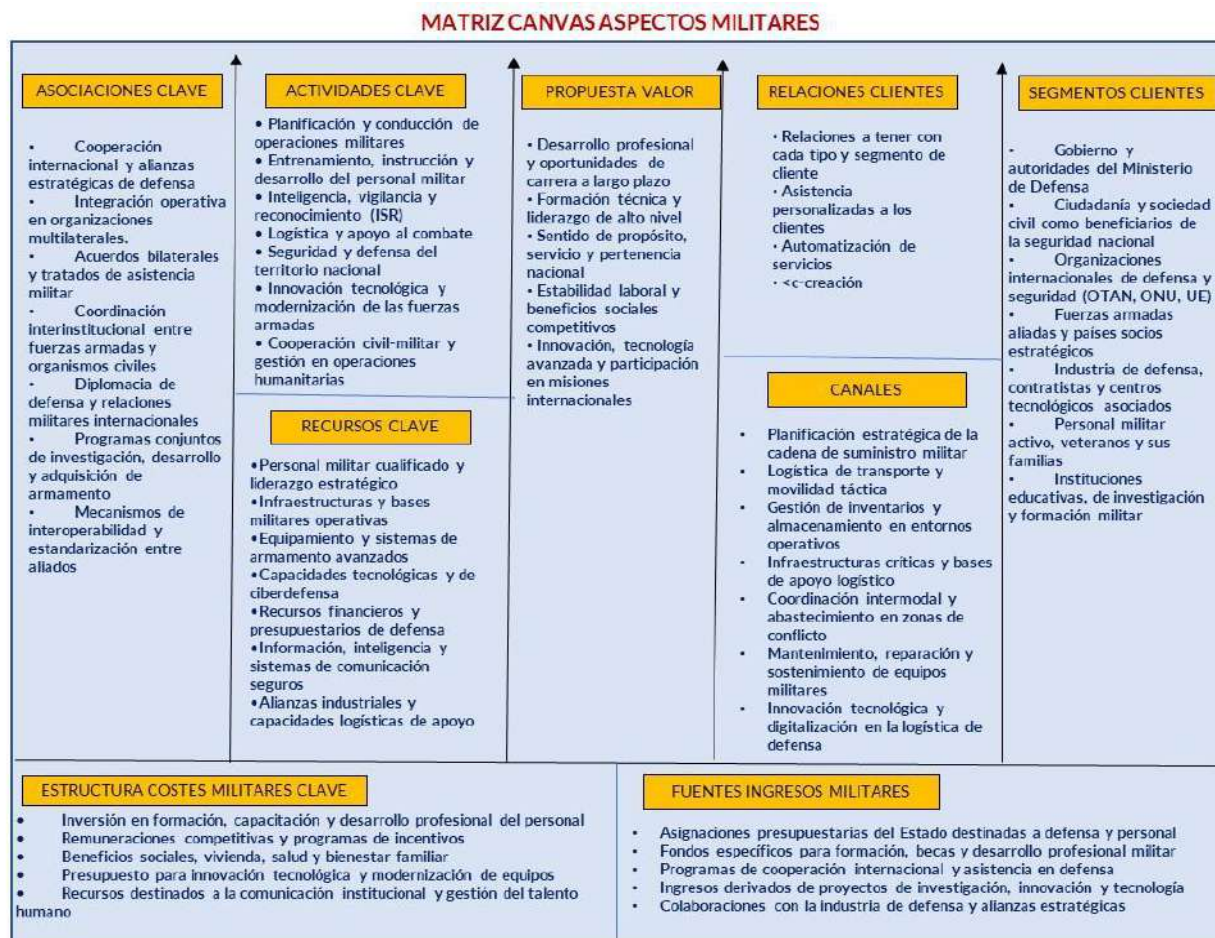 MATRIZ CANVAS ASPECTOS MILITARES
ASOCIACIONES CLAVE
• Cooperación
internacional y alianzas
estratégicas de defensa
• Integración operativa
en organizaciones
multilaterales.
• Acuerdos bilaterales
y tratados de asistencia
militar
• Coordinación
interinstitucional entre
fuerzas armadas y
organismos civiles
• Diplomacia de
defensa y relaciones
militares internacionales
• Programas conjuntos
de investigación, desarrollo
y adquisición de
armamento
• Mecanismos de
interoperabilidad y
estandarización entre
aliados
ACTIVIDADES CLAVE
• Planificación y conducción de
operaciones militares
• Entrenamiento, instrucción y
desarrollo del personal militar
• Inteligencia, vigilancia y
reconocimiento (ISR)
• Logística y apoyo al combate
• Seguridad y defensa del
territorio nacional
• Innovación tecnológica y
modernización de las fuerzas
armadas
• Cooperación civil-militar y
gestión en operaciones
humanitarias
RECURSOS CLAVE
•Personal militar cualificado y
liderazgo estratégico
•Infraestructuras y bases
militares operativas
•Equipamiento y sistemas de
armamento avanzados
•Capacidades tecnológicas y de
ciberdefensa
•Recursos financieros y
presupuestarios de defensa
•Información, inteligencia y
sistemas de comunicación
seguros
•Alianzas industriales y
capacidades logísticas de apoyo
PROPUESTA VALOR
• Desarrollo profesional
y oportunidades de
carrera a largo plazo
• Formación técnica y
liderazgo de alto nivel
• Sentido de propósito,
servicio y pertenencia
nacional
• Estabilidad laboral y
beneficios sociales
competitivos
• Innovación, tecnología
avanzada y participación
en misiones
internacionales
RELACIONES CLIENTES
· Relaciones a tener con
cada tipo y segmento de
cliente
· Asistencia
personalizadas a los
clientes
· Automatización de
servicios
· <c-creación
CANALES
• Planificación estratégica de la
cadena de suministro militar
• Logística de transporte y
movilidad táctica
• Gestión de inventarios y
almacenamiento en entornos
operativos
• Infraestructuras críticas y bases
de apoyo logístico
• Coordinación intermodal y
abastecimiento en zonas de
conflicto
• Mantenimiento, reparación y
sostenimiento de equipos
militares
• Innovación tecnológica y
digitalización en la logística de
defensa
SEGMENTOS CLIENTES
• Gobierno y
autoridades del Ministerio
de Defensa
• Ciudadanía y sociedad
civil como beneficiarios de
la seguridad nacional
• Organizaciones
internacionales de defensa y
seguridad (OTAN, ONU, UE)
• Fuerzas armadas
aliadas y países socios
estratégicos
• Industria de defensa,
contratistas y centros
tecnológicos asociados
• Personal militar
activo, veteranos y sus
familias
• Instituciones
educativas, de investigación
y formación militar
ESTRUCTURA COSTES MILITARES CLAVE
• Inversión en formación, capacitación y desarrollo profesional del personal
• Remuneraciones competitivas y programas de incentivos
• Beneficios sociales, vivienda, salud y bienestar familiar
• Presupuesto para innovación tecnológica y modernización de equipos
• Recursos destinados a la comunicación institucional y gestión del talento
humano
FUENTES INGRESOS MILITARES
• Asignaciones presupuestarias del Estado destinadas a defensa y personal
• Fondos específicos para formación, becas y desarrollo profesional militar
• Programas de cooperación internacional y asistencia en defensa
• Ingresos derivados de proyectos de investigación, innovación y tecnología
• Colaboraciones con la industria de defensa y alianzas estratégicas